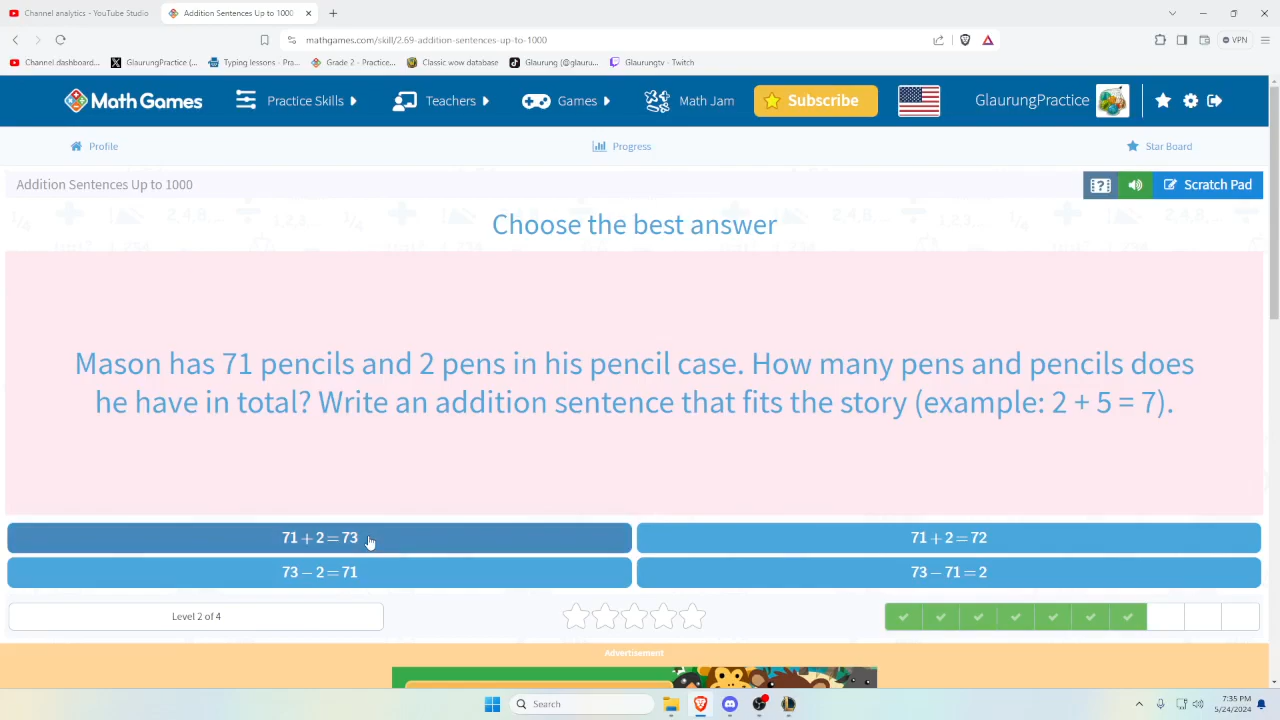 Channel analytics - YouTube Studio
Addition Sentences Up to 1000
mathgames.com/skill/2.69-addition-sentences-up-to-1000
VPN
Channel dashboard...
GlaurungPractice (...
Typing lessons - Pra...
Grade 2 - Practice...
Classic wow database
Glaurung (@glauru...
Glaurungtv - Twitch
Math Games
Practice Skills
Teachers
Games
Math Jam
Subscribe
GlaurungPractice
Profile
Progress
Star Board
Addition Sentences Up to 1000
Scratch Pad
Choose the best answer
Mason has 71 pencils and 2 pens in his pencil case. How many pens and pencils does
he have in total? Write an addition sentence that fits the story (example: 2 + 5 = 7).
71 + 2 = 73
71 + 2 = 72
73 − 2 = 71
73 − 71 = 2
Level 2 of 4
Advertisement
Search
7:35 PM
5/24/2024